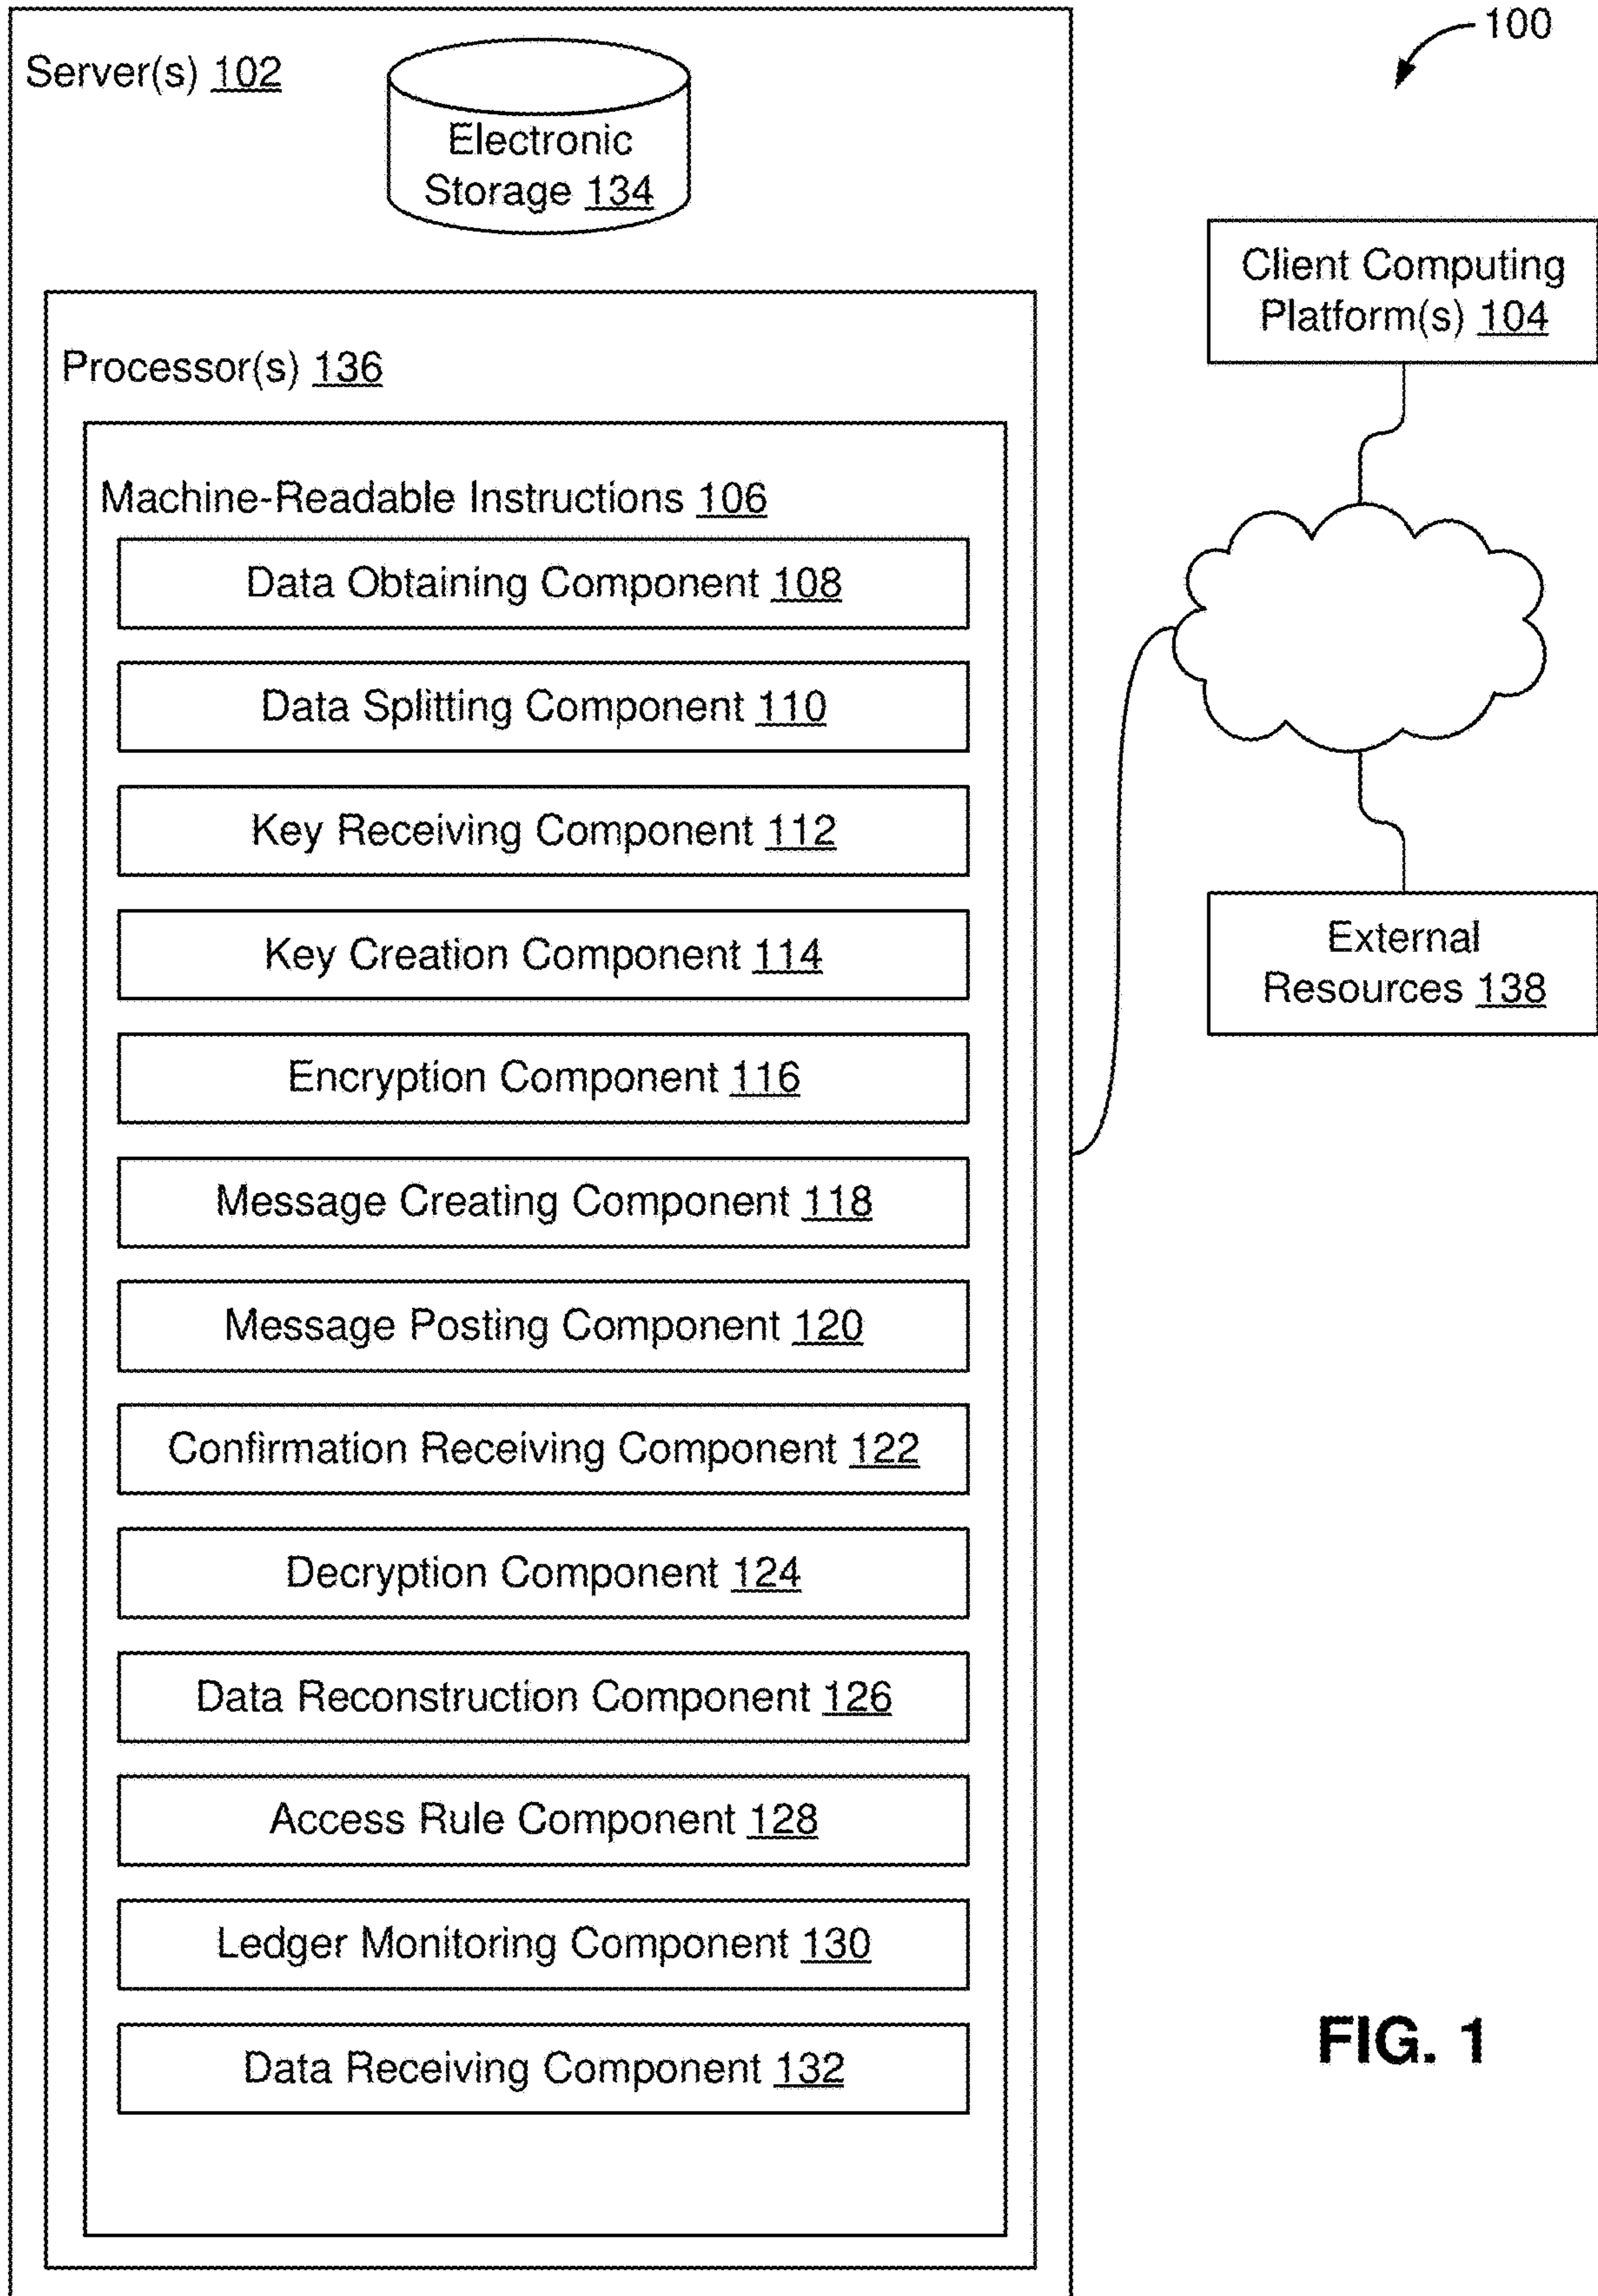 100
Server(s) 102
Electronic
Storage 134
Client Computing
Platform(s) 104
Processor(s) 136
Machine-Readable Instructions 106
Data Obtaining Component 108
Data Splitting Component 110
Key Receiving Component 112
Key Creation Component 114
Encryption Component 116
Message Creating Component 118
Message Posting Component 120
Confirmation Receiving Component 122
Decryption Component 124
Data Reconstruction Component 126
Access Rule Component 128
Ledger Monitoring Component 130
Data Receiving Component 132
External
Resources 138
FIG. 1